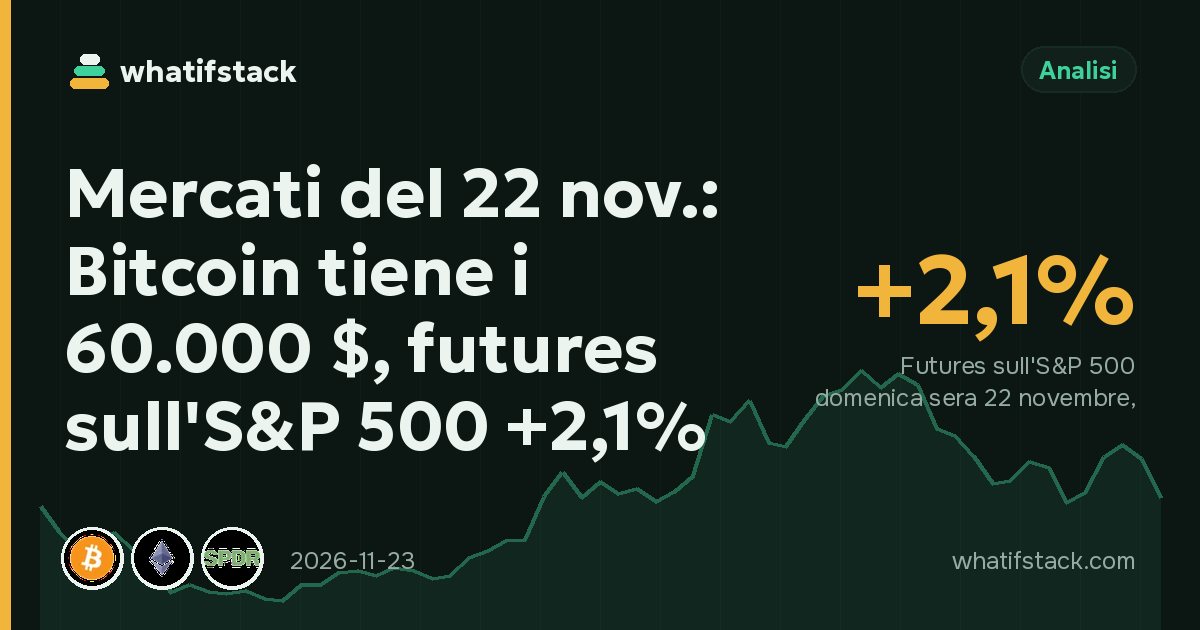 whatifstack
Analisi
Mercati del 22 nov.:
Bitcoin tiene i
60.000 $, futures
sull'S&P 500 +2,1%
+2,1%
Futures sull'S&P 500
domenica sera 22 novembre,
SPDR
2026-11-23
whatifstack.com